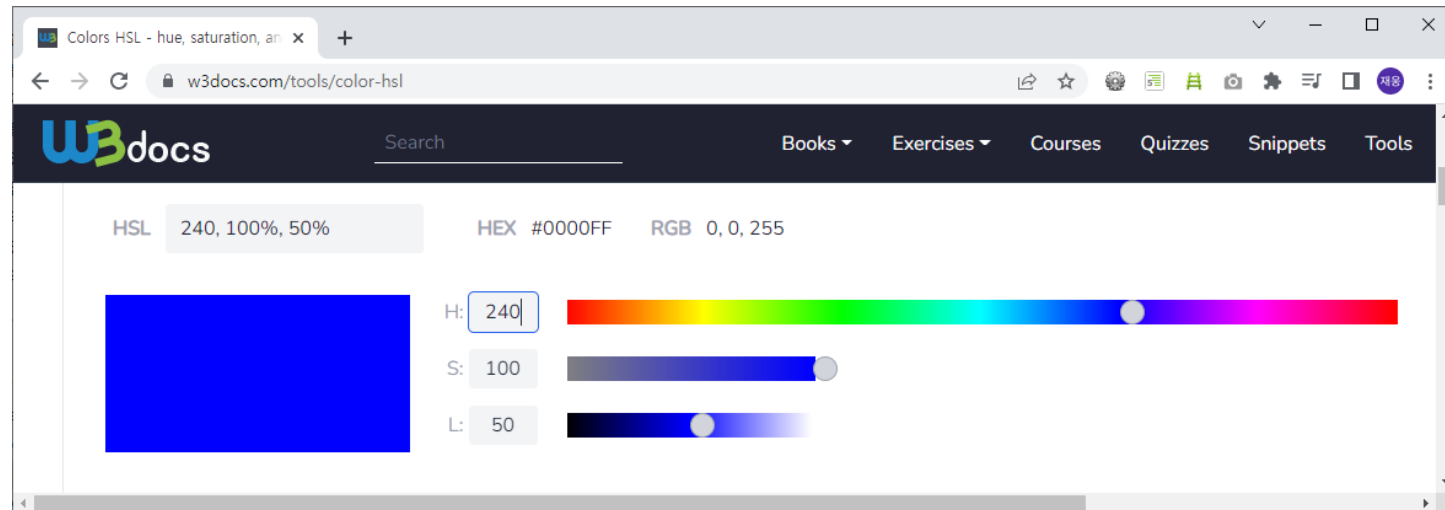 Colors HSL - hue, saturation, an
w3docs.com/tools/color-hsl
재웅
W3docs
Search
Books
Exercises
Courses
Quizzes
Snippets
Tools
HSL 240, 100%, 50% HEX #0000FF RGB 0, 0, 255
H: 240
S: 100
L: 50